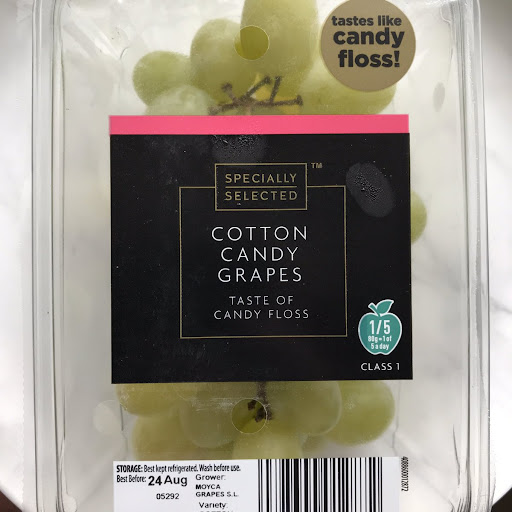 tastes like
candy
floss!
SPECIALLY
SELECTED
™
COTTON
CANDY
GRAPES
TASTE OF
CANDY FLOSS
1/5
80g=1 of
5 a day
CLASS 1
STORAGE: Best kept refrigerated. Wash before use.
Best Before: 24 Aug
05292
Grower:
MOYCA
GRAPES S.L.
Variety: